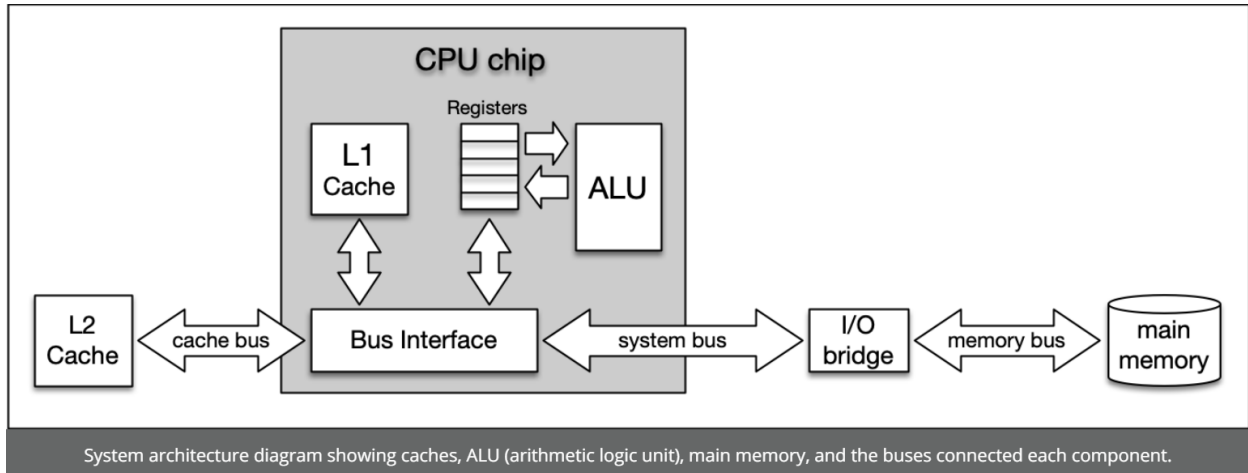 CPU chip
Registers
L1
Cache
ALU
L2
Cache
cache bus
Bus Interface
system bus
I/O
bridge
memory bus
main
memory
System architecture diagram showing caches, ALU (arithmetic logic unit), main memory, and the buses connected each component.